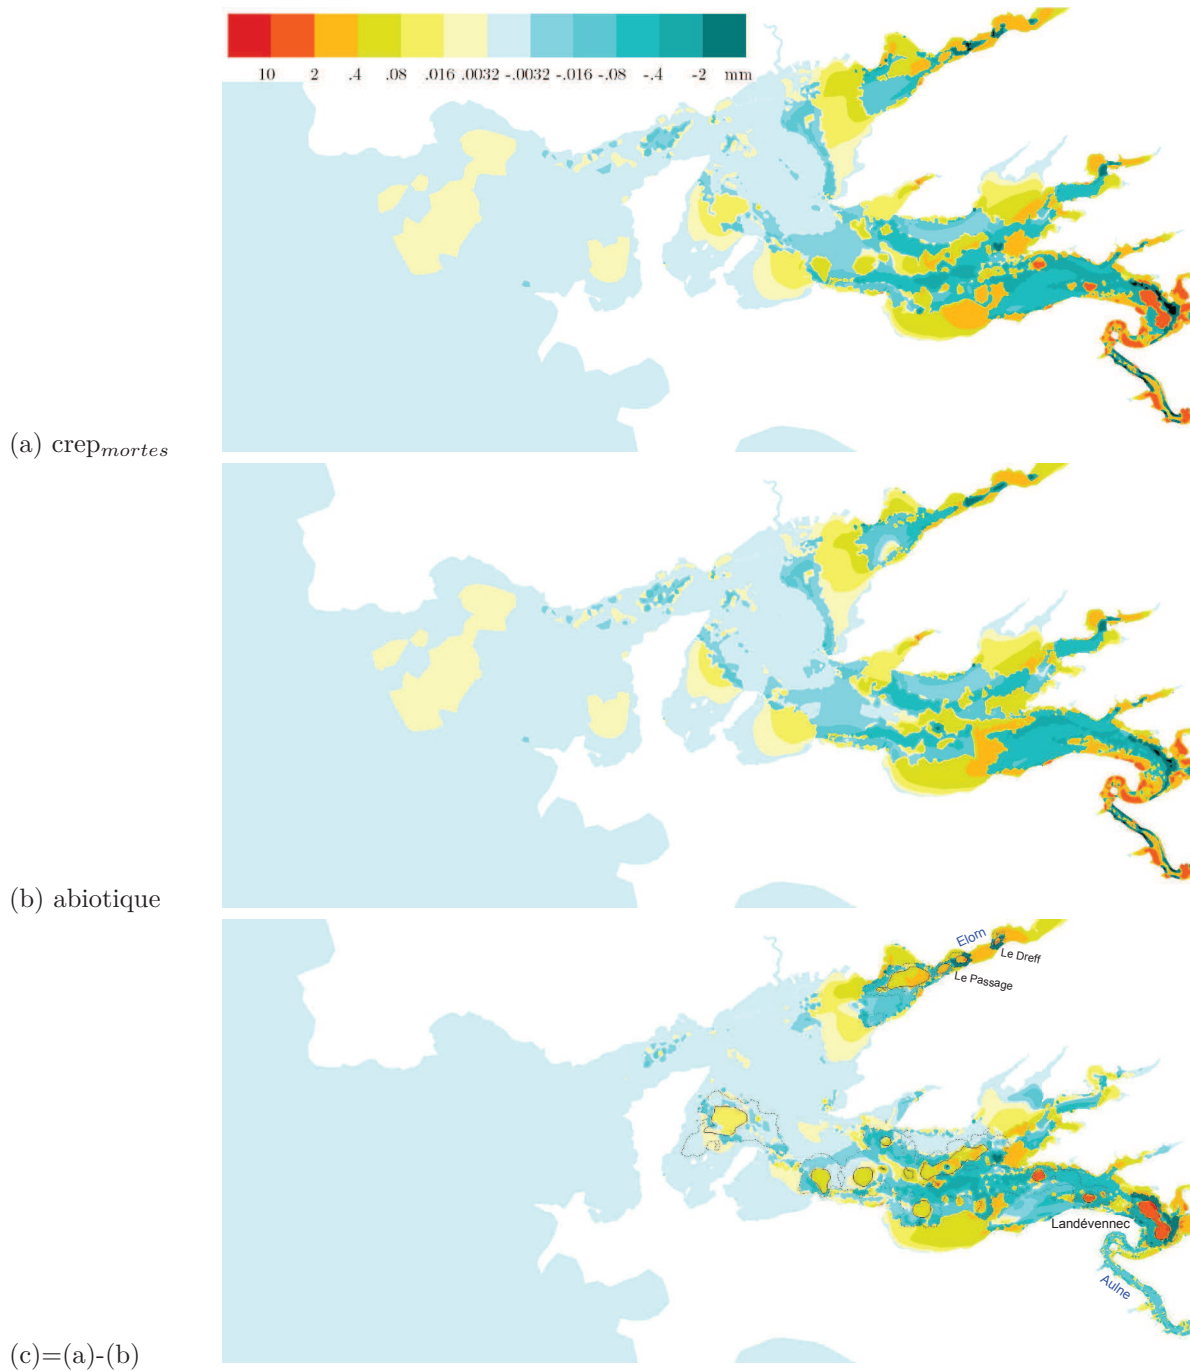 10 2 .4 .08 .016 .0032 -.0032 -.016 -.08 -.4 -2 mm
(a) crep_mortes
(b) abiotique
Elorn
Le Dreff
Le Passage
Landévennec
Aulne
(c)=(a)-(b)